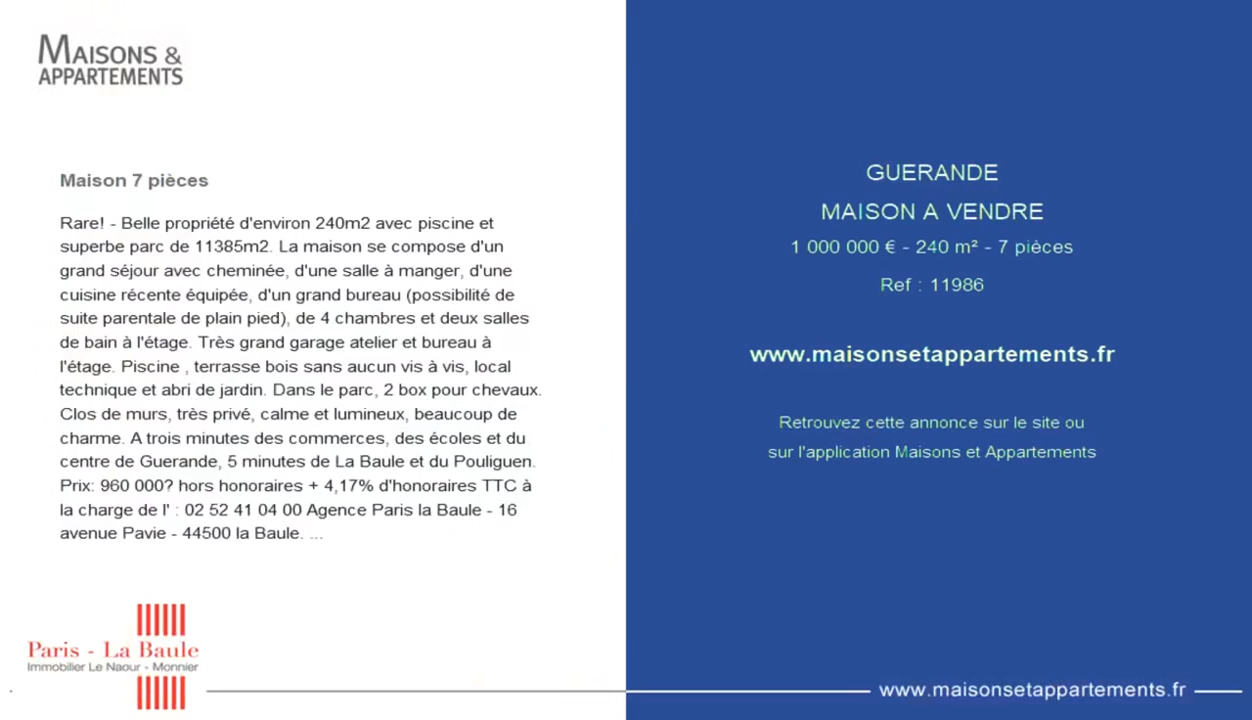 MAISONS &
APPARTEMENTS
Maison 7 pièces
Rare! - Belle propriété d'environ 240m2 avec piscine et
superbe parc de 11385m2. La maison se compose d'un
grand séjour avec cheminée, d'une salle à manger, d'une
cuisine récente équipée, d'un grand bureau (possibilité de
suite parentale de plain pied), de 4 chambres et deux salles
de bain à l'étage. Très grand garage atelier et bureau à
l'étage. Piscine , terrasse bois sans aucun vis à vis, local
technique et abri de jardin. Dans le parc, 2 box pour chevaux.
Clos de murs, très privé, calme et lumineux, beaucoup de
charme. A trois minutes des commerces, des écoles et du
centre de Guerande, 5 minutes de La Baule et du Pouliguen.
Prix: 960 000? hors honoraires + 4,17% d'honoraires TTC à
la charge de l' : 02 52 41 04 00 Agence Paris la Baule - 16
avenue Pavie - 44500 la Baule. ...
Paris - La Baule
Immobilier Le Naour - Monnier
GUERANDE
MAISON A VENDRE
1 000 000 € - 240 m² - 7 pièces
Ref : 11986
www.maisonsetappartements.fr
Retrouvez cette annonce sur le site ou
sur l'application Maisons et Appartements
www.maisonsetappartements.fr